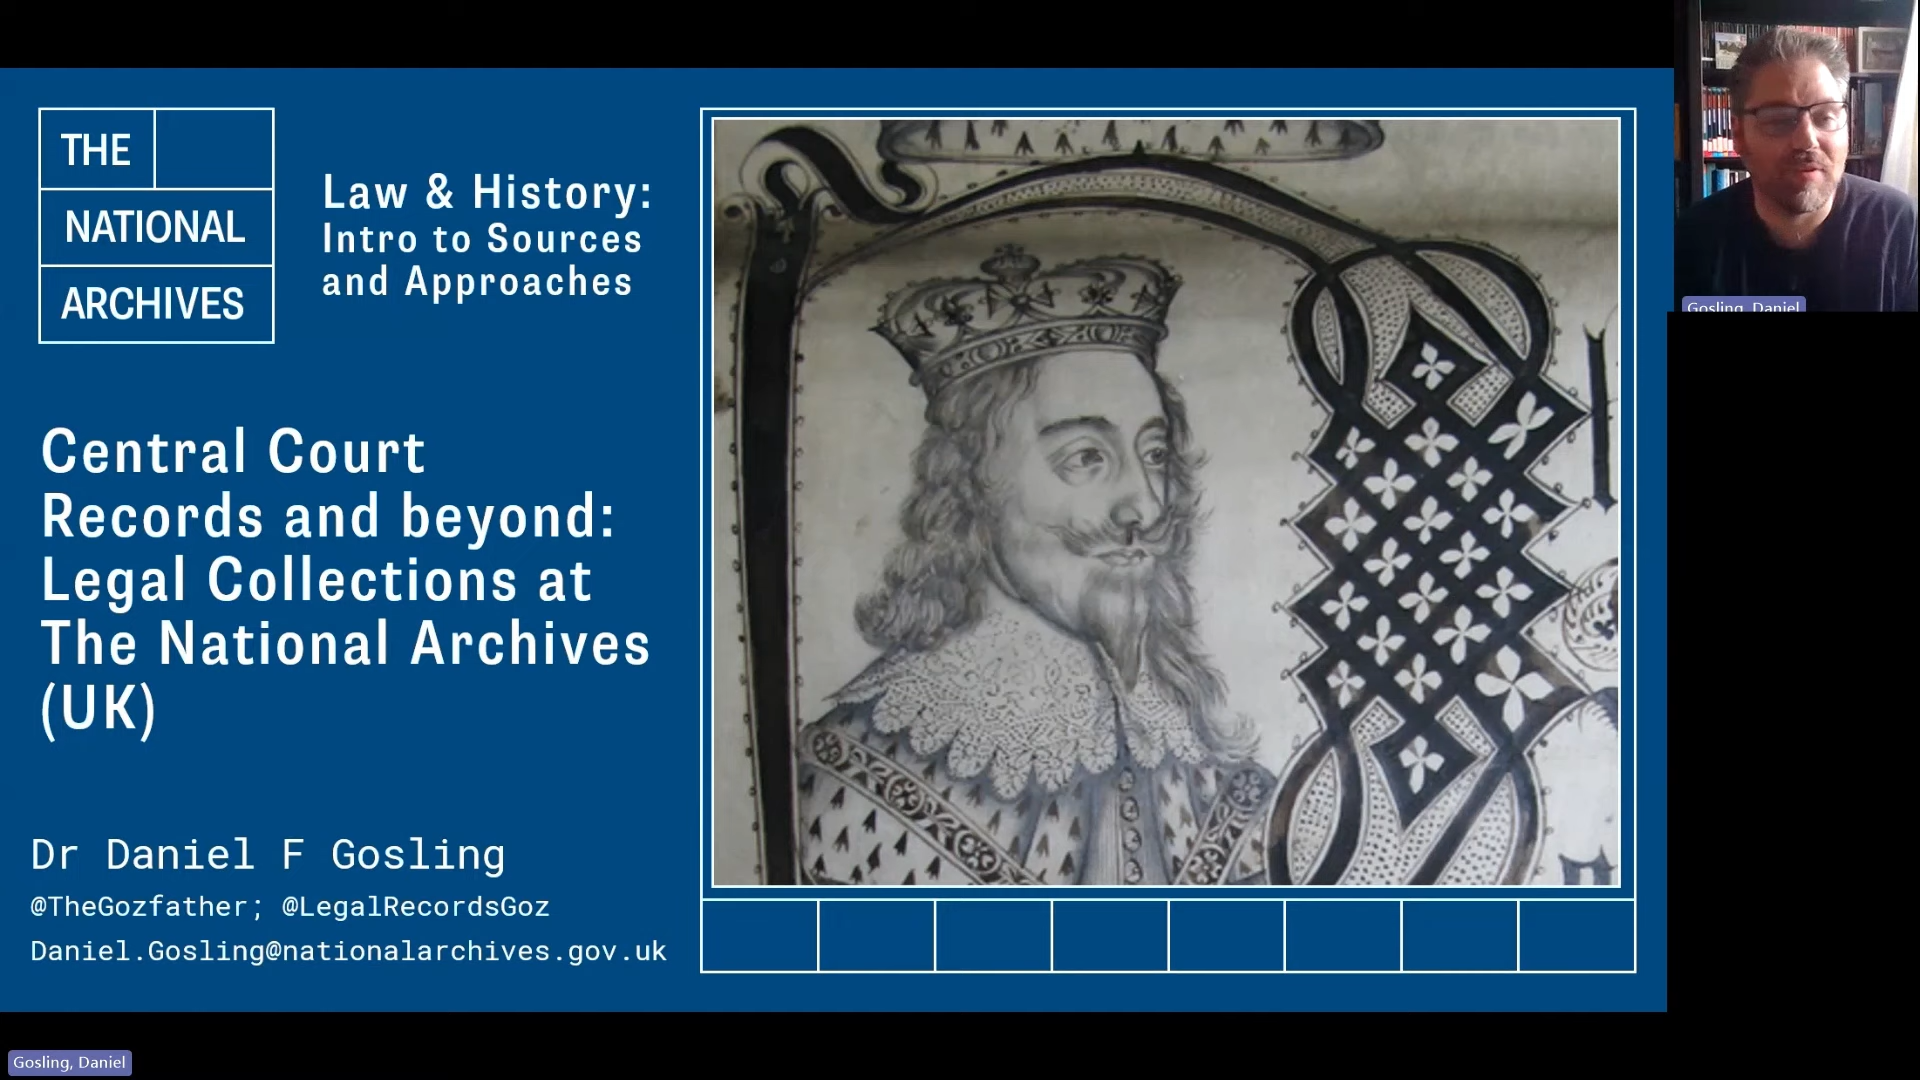 THE
NATIONAL
ARCHIVES
Law & History:
Intro to Sources
and Approaches
Central Court
Records and beyond:
Legal Collections at
The National Archives
(UK)
Dr Daniel F Gosling
@TheGozfather; @LegalRecordsGoz
Daniel.Gosling@nationalarchives.gov.uk
Gosling, Daniel
Gosling, Daniel